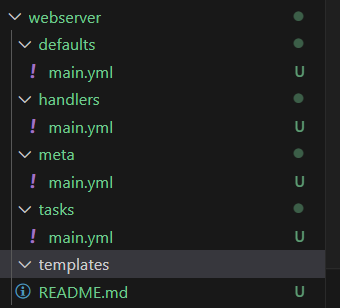 webserver
defaults
! main.yml U
handlers
! main.yml U
meta
! main.yml U
tasks
! main.yml U
templates
README.md U